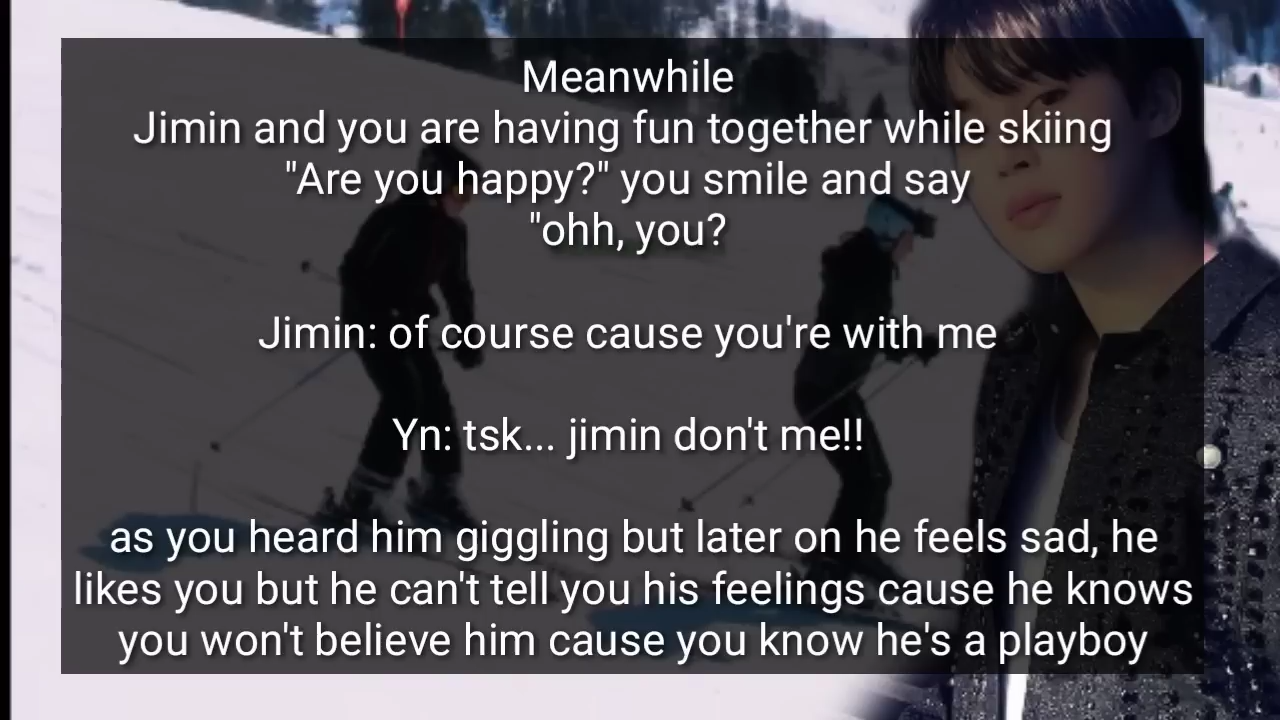 Meanwhile
Jimin and you are having fun together while skiing
"Are you happy?" you smile and say
"ohh, you?
Jimin: of course cause you're with me
Yn: tsk... jimin don't me!!
as you heard him giggling but later on he feels sad, he
likes you but he can't tell you his feelings cause he knows
you won't believe him cause you know he's a playboy